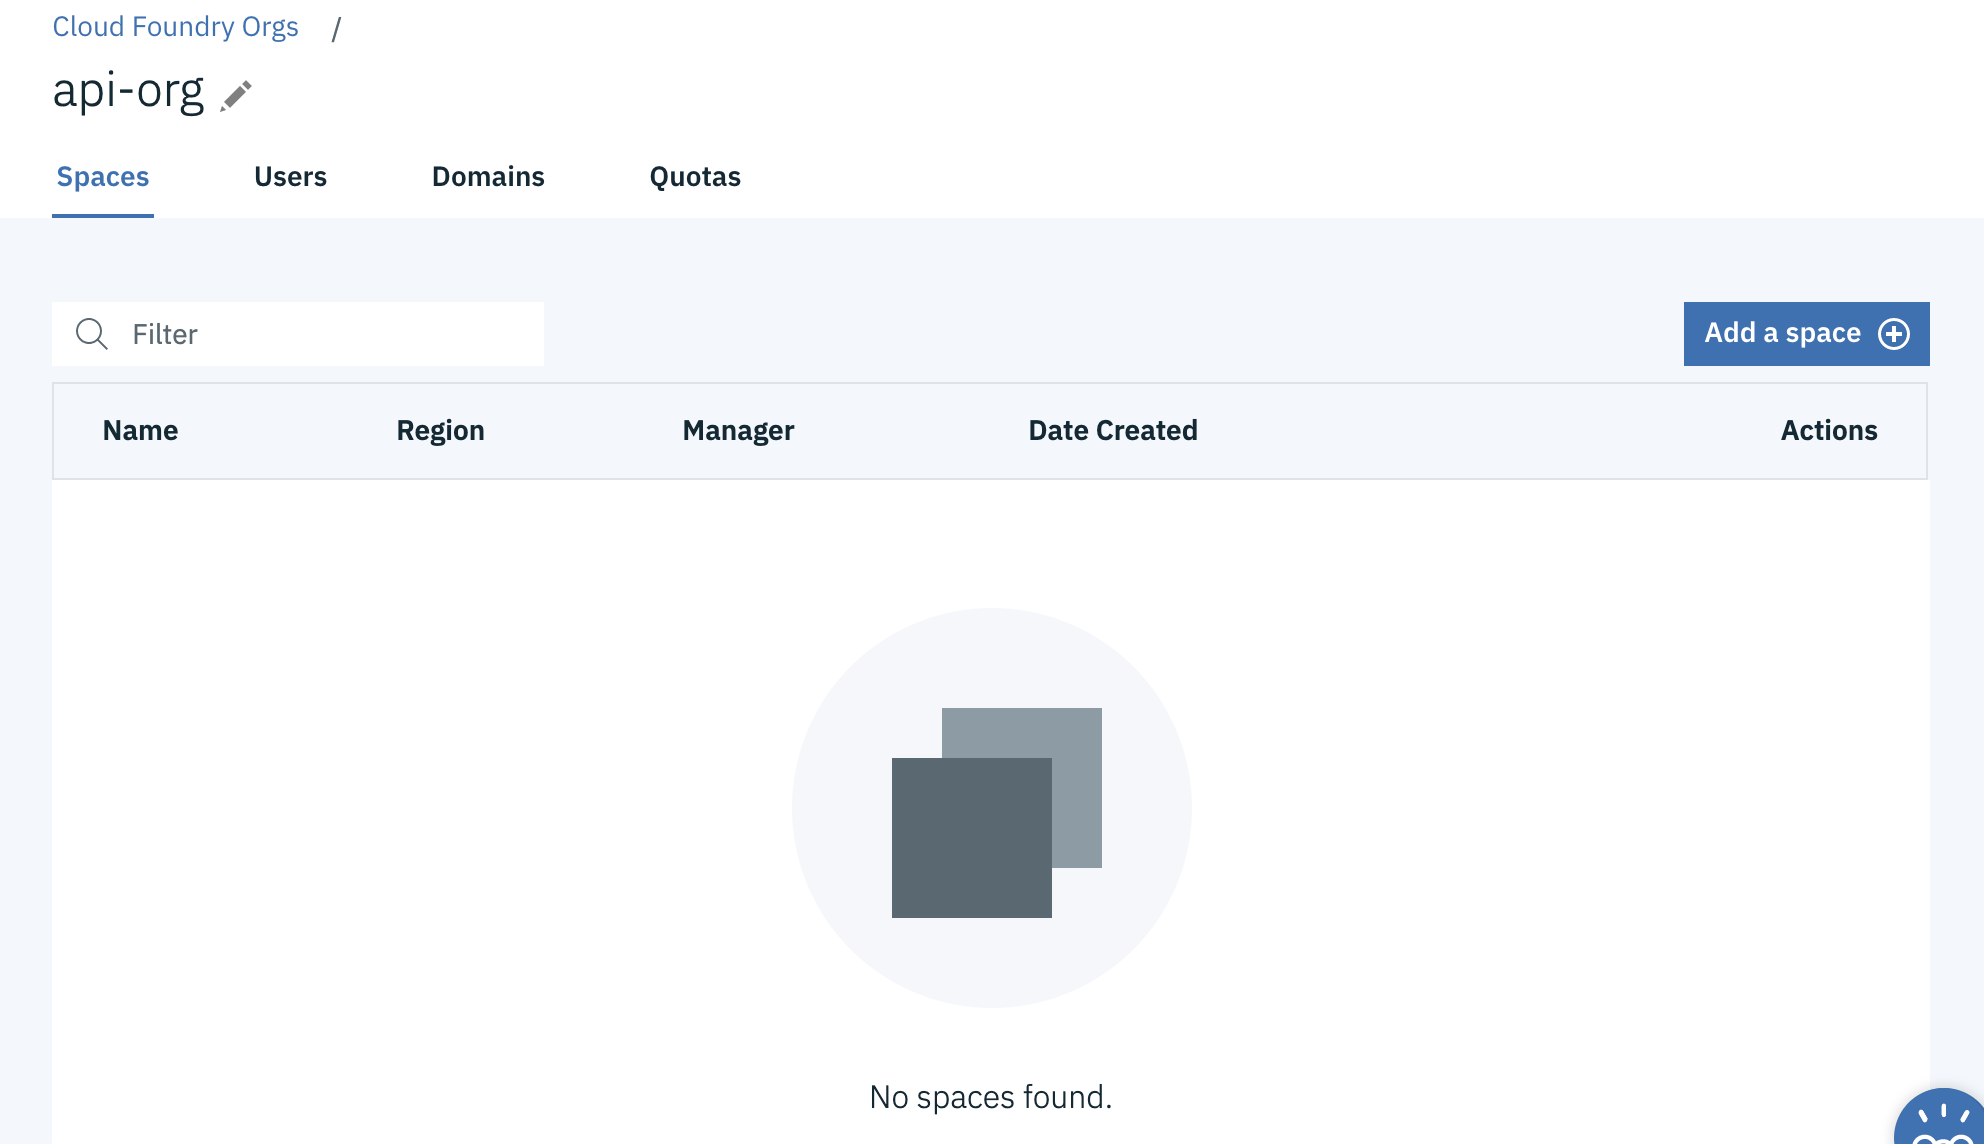 Cloud Foundry Orgs /
api-org
Spaces Users Domains Quotas
Filter Add a space
Name Region Manager Date Created Actions
No spaces found.